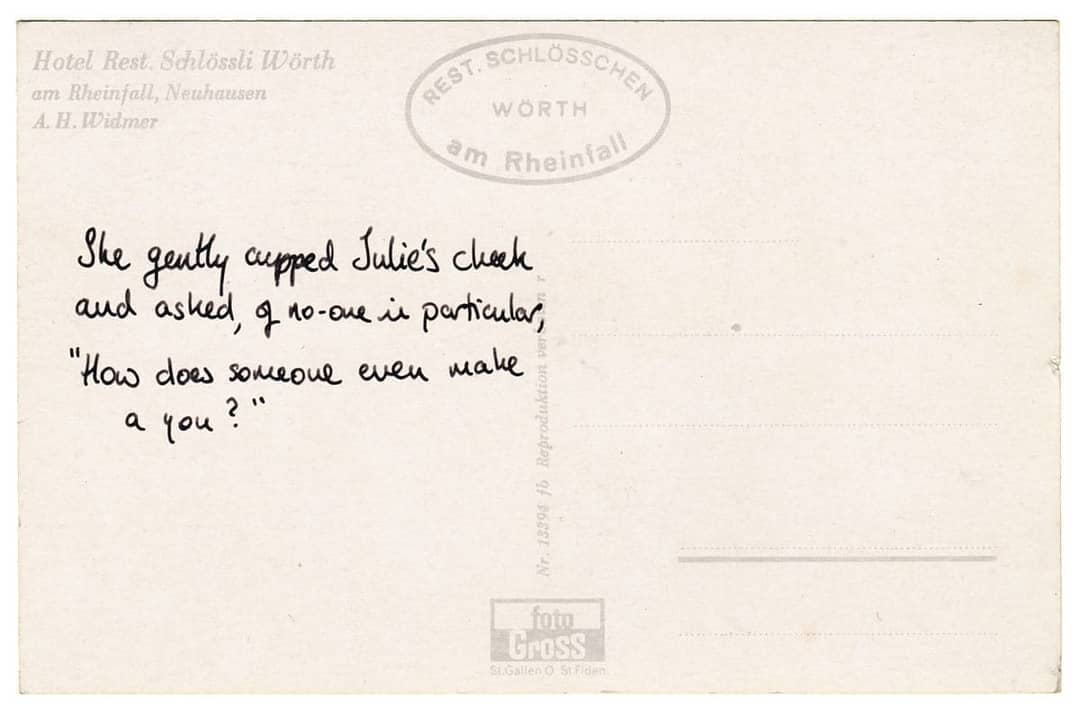 Hotel Rest. Schlössli Wörth
am Rheinfall, Neuhausen
A. H. Widmer
REST. SCHLÖSSCHEN
WÖRTH
am Rheinfall
She gently cupped Julie's cheek
and asked, of no-one in particular,
"How does someone even make
a you?"
Nr. 13394 fb Reproduktion
foto
Gross
St.Gallen O St.Fiden